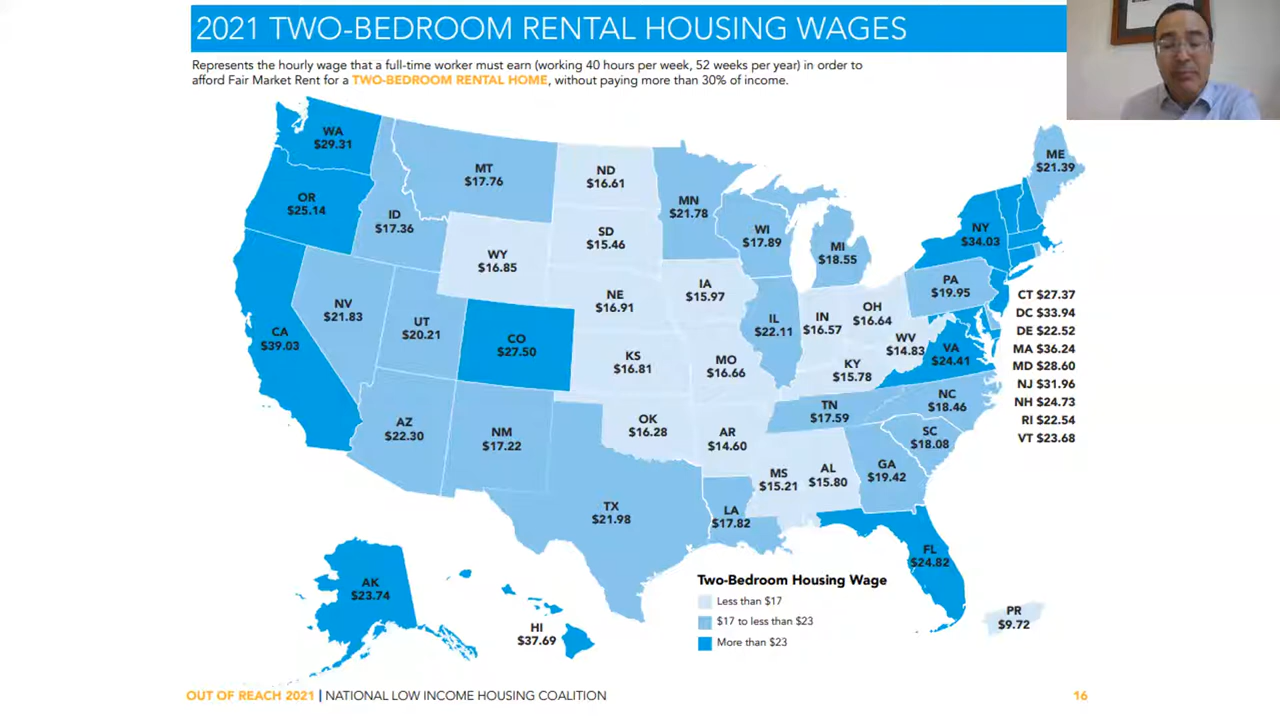 2021 TWO-BEDROOM RENTAL HOUSING WAGES
Represents the hourly wage that a full-time worker must earn (working 40 hours per week, 52 weeks per year) in order to
afford Fair Market Rent for a TWO-BEDROOM RENTAL HOME, without paying more than 30% of income.
WA
$29.31
OR
$25.14
CA
$39.03
ID
$17.36
NV
$21.83
MT
$17.76
WY
$16.85
UT
$20.21
CO
$27.50
AZ
$22.30
NM
$17.22
ND
$16.61
SD
$15.46
NE
$16.91
KS
$16.81
OK
$16.28
TX
$21.98
MN
$21.78
IA
$15.97
MO
$16.66
AR
$14.60
LA
$17.82
WI
$17.89
IL
$22.11
MI
$18.55
IN
$16.57
OH
$16.64
KY
$15.78
WV
$14.83
TN
$17.59
MS
$15.21
AL
$15.80
GA
$19.42
FL
$24.82
SC
$18.08
NC
$18.46
VA
$24.41
PA
$19.95
NY
$34.03
ME
$21.39
CT $27.37
DC $33.94
DE $22.52
MA $36.24
MD $28.60
NJ $31.96
NH $24.73
RI $22.54
VT $23.68
AK
$23.74
HI
$37.69
PR
$9.72
Two-Bedroom Housing Wage
Less than $17
$17 to less than $23
More than $23
OUT OF REACH 2021 | NATIONAL LOW INCOME HOUSING COALITION
16